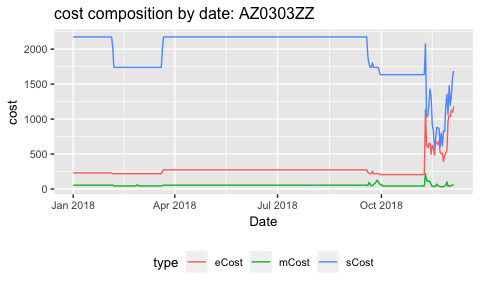 cost composition by date: AZ0303ZZ
2000
1500
1000
500
0
cost
Jan 2018 Apr 2018 Jul 2018 Oct 2018
Date
type eCost mCost sCost